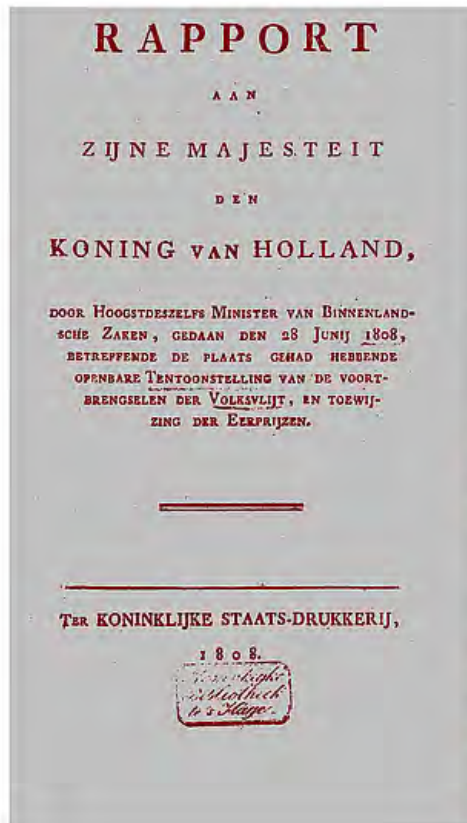 RAPPORT
AAN
ZIJNE MAJESTEIT
DEN
KONING VAN HOLLAND,
DOOR HOOGSTDESZELFS MINISTER VAN BINNENLAND-
SCHE ZAKEN, GEDAAN DEN 28 JUNIJ 1808,
BETREFFENDE DE PLAATS GEHAD HEBBENDE
OPENBARE TENTOONSTELLING VAN DE VOORT-
BRENGSELEN DER VOLKSVLIJT, EN TOEWIJ-
ZING DER EERPRIJZEN.
TER KONINKLIJKE STAATS-DRUKKERIJ,
1808.
bibliotheek
Hage.